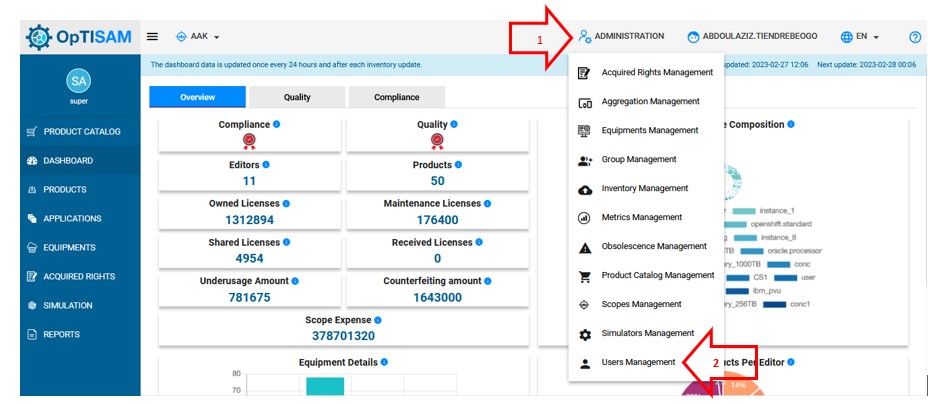 OpTISAM
AAK
1
ADMINISTRATION
ABDOULAZIZ.TIENDREBEOGO
EN
The dashboard data is updated once every 24 hours and after each inventory update.
updated: 2023-02-27 12:06 Next update: 2023-02-28 00:06
SA
super
PRODUCT CATALOG
DASHBOARD
PRODUCTS
APPLICATIONS
EQUIPMENTS
ACQUIRED RIGHTS
SIMULATION
REPORTS
Overview
Quality
Compliance
Compliance
Quality
Editors
11
Products
50
Owned Licenses
1312894
Maintenance Licenses
176400
Shared Licenses
4954
Received Licenses
0
Underusage Amount
781675
Counterfeiting amount
1643000
Scope Expense
378701320
Equipment Details
80
70
Acquired Rights Management
Aggregation Management
Equipments Management
Group Management
Inventory Management
Metrics Management
Obsolescence Management
Product Catalog Management
Scopes Management
Simulators Management
Users Management
2
Composition
instance_1
openshift.standard
instance_8
TB oracle.processor
ry_1000TB conc
CS1 user
ibm_pvu
ry_256TB conc1
ucts Per Editor
14%